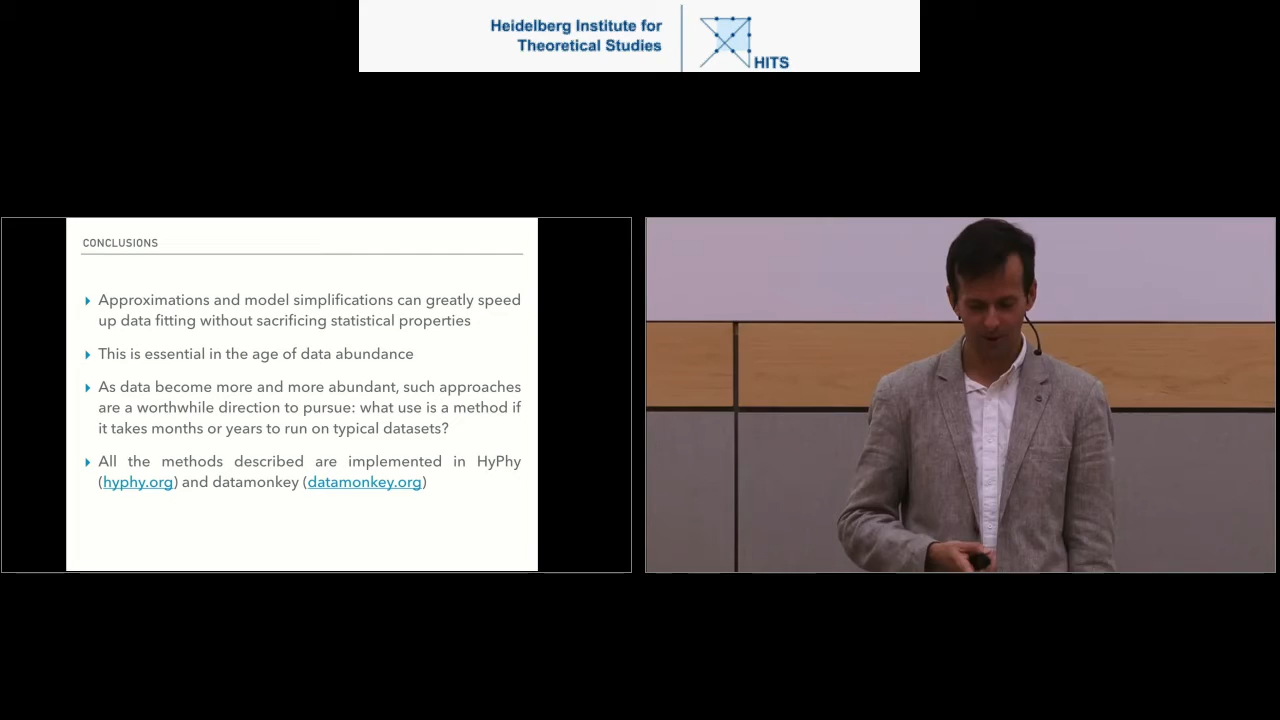 Heidelberg Institute for
Theoretical Studies
HITS
CONCLUSIONS
Approximations and model simplifications can greatly speed
up data fitting without sacrificing statistical properties
This is essential in the age of data abundance
As data become more and more abundant, such approaches
are a worthwhile direction to pursue: what use is a method if
it takes months or years to run on typical datasets?
All the methods described are implemented in HyPhy
(hyphy.org) and datamonkey (datamonkey.org)